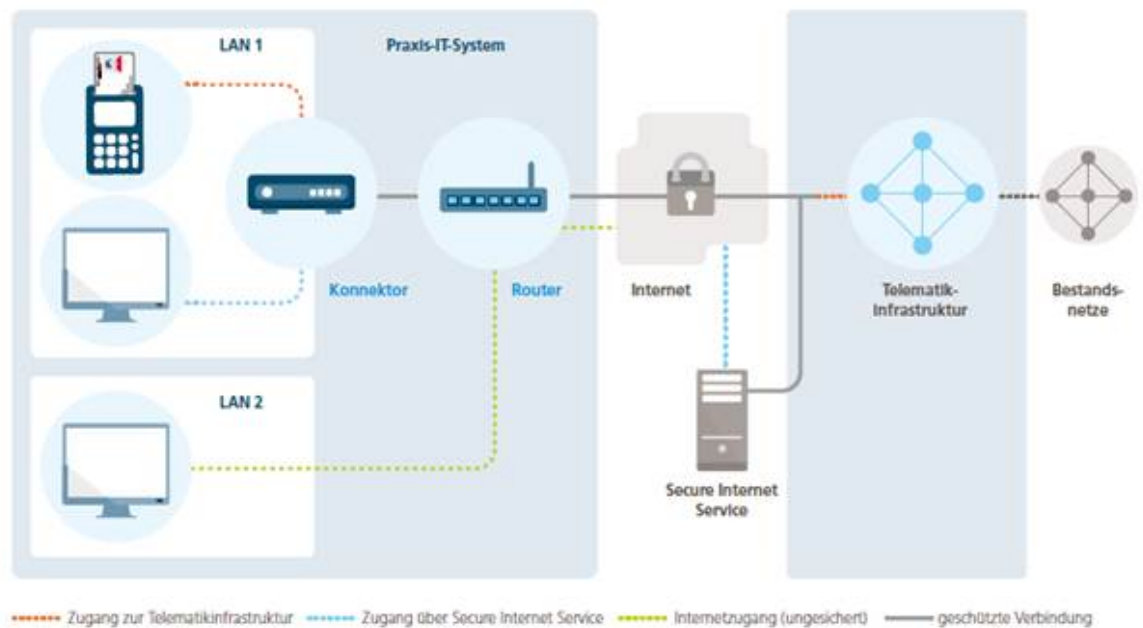 LAN 1
Praxis-IT-System
Konnektor
Router
Internet
Telematik-
Infrastruktur
Bestands-
netze
LAN 2
Secure Internet
Service
Zugang zur Telematikinfrastruktur
Zugang über Secure Internet Service
Internetzugang (ungesichert)
geschützte Verbindung